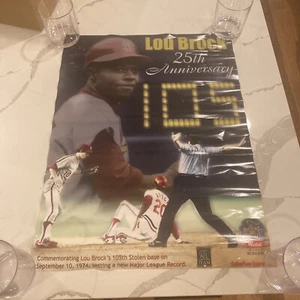 Lou Brock
25th
Anniversary
105
Commemorating Lou Brock's 105th Stolen base on
September 10, 1974, setting a new Major League Record.